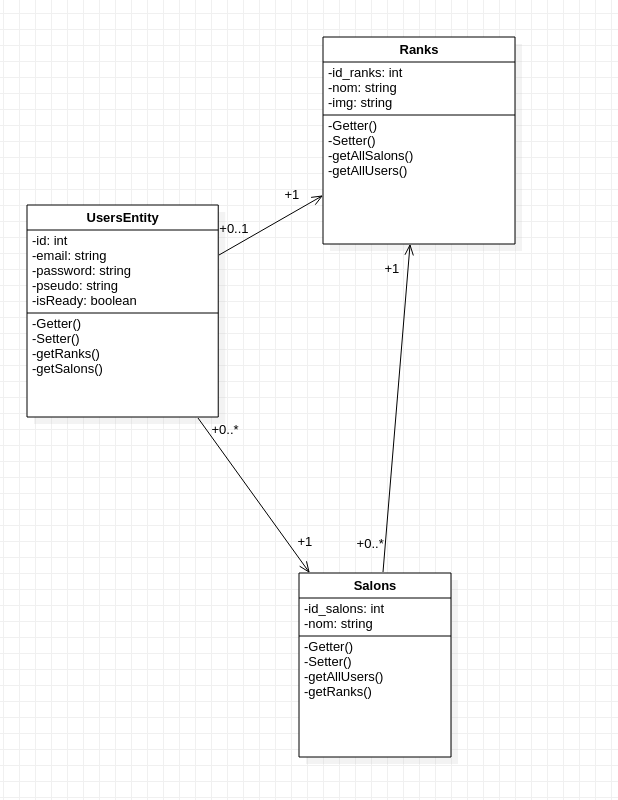 Ranks
-id_ranks: int
-nom: string
-img: string
-Getter()
-Setter()
-getAllSalons()
-getAllUsers()
+1
+0..1
UsersEntity
-id: int
-email: string
-password: string
-pseudo: string
-isReady: boolean
-Getter()
-Setter()
-getRanks()
-getSalons()
+1
+0..*
+1
+0..*
Salons
-id_salons: int
-nom: string
-Getter()
-Setter()
-getAllUsers()
-getRanks()